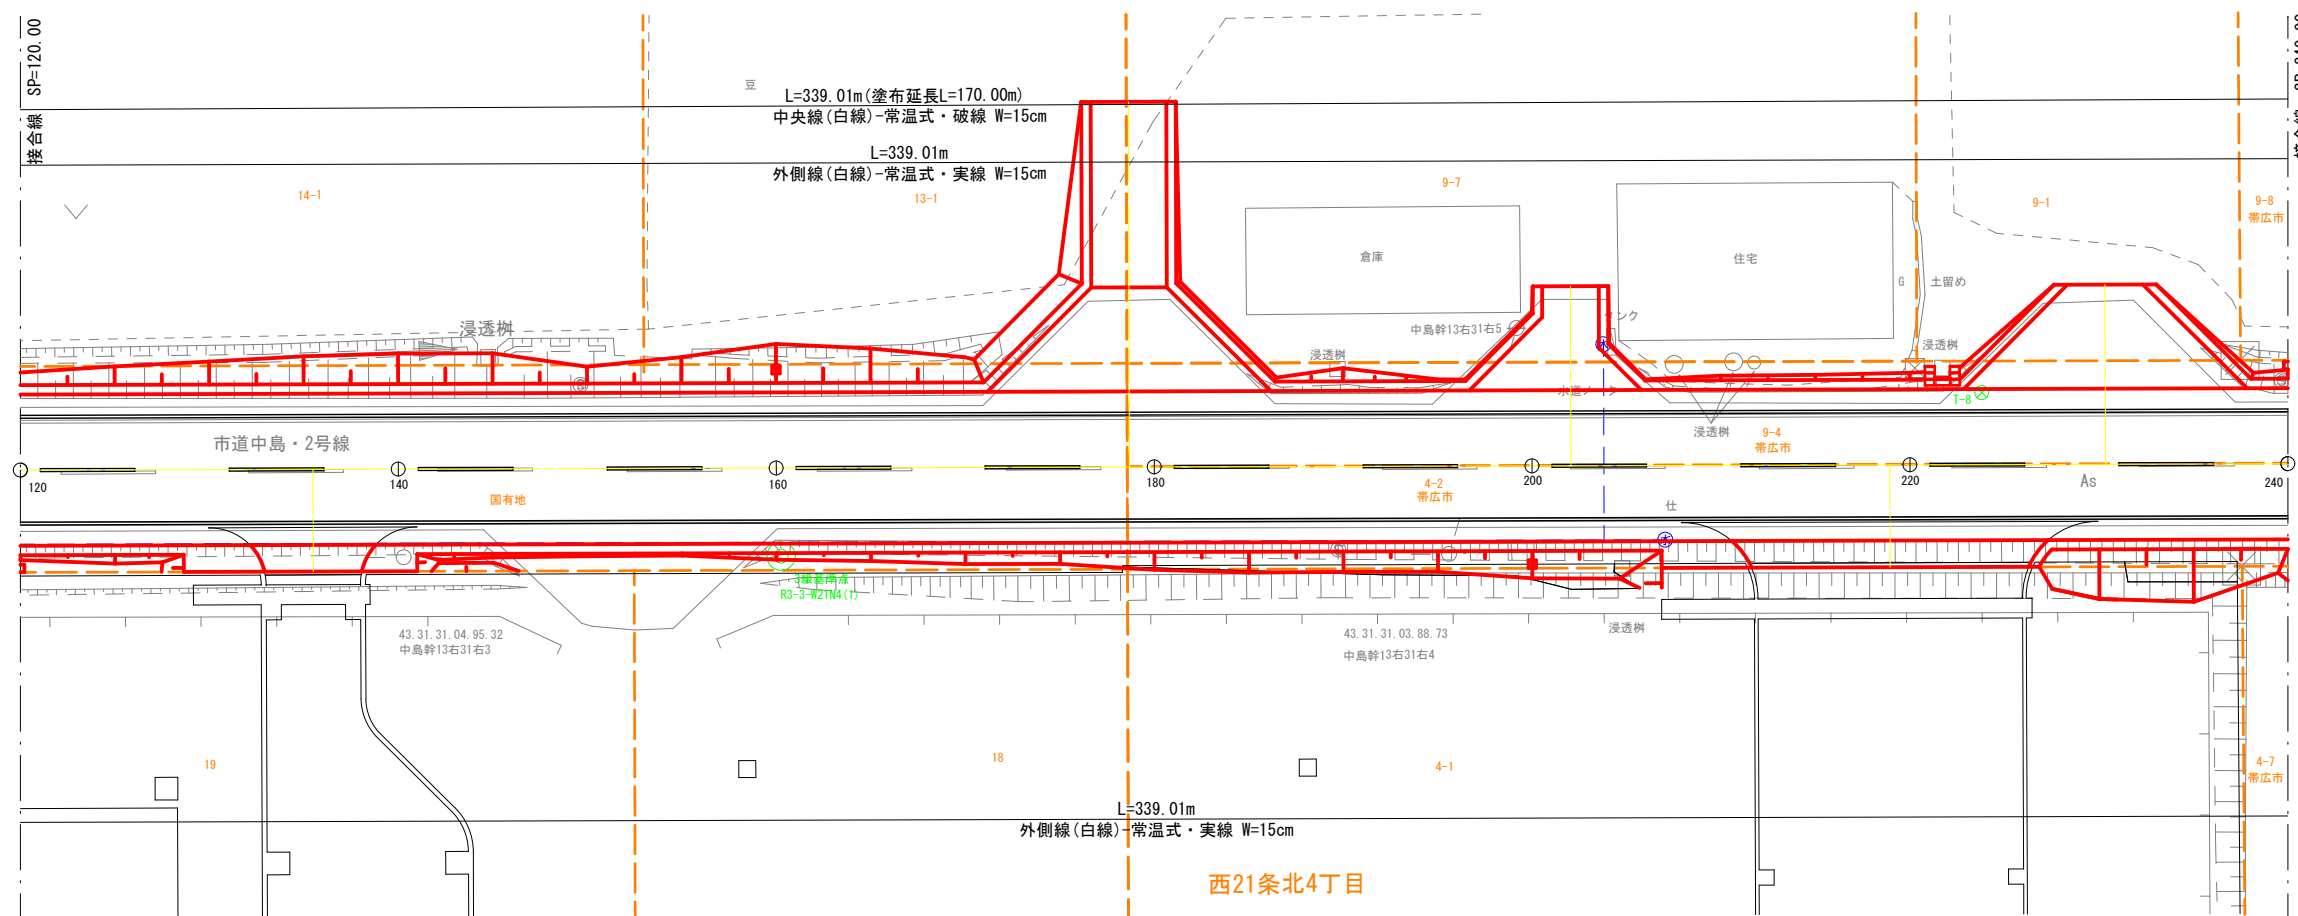 接合線 SP=120.00
豆
L=339.01m(塗布延長L=170.00m)
中央線(白線)-常温式・破線 W=15cm
L=339.01m
外側線(白線)-常温式・実線 W=15cm
14-1
13-1
9-7
9-1
9-8
帯広市
倉庫
住宅
G
土留め
浸透桝
中島幹13右31右5
タンク
浸透桝
浸透桝
水道メーター
T-8
浸透桝
9-4
帯広市
市道中島・2号線
120
140
160
180
200
220
240
国有地
4-2
帯広市
As
仕
3級基準点
R3-3-W21N4(1)
43.31.31.04.95.32
中島幹13右31右3
43.31.31.03.88.73
中島幹13右31右4
浸透桝
19
18
4-1
4-7
帯広市
L=339.01m
外側線(白線)-常温式・実線 W=15cm
西21条北4丁目